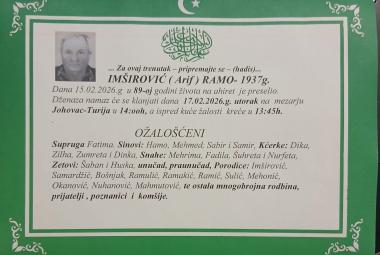 ... Za ovaj trenutak – pripremajte se – (hadis)...
IMŠIROVIĆ ( Arif ) RAMO- 1937g.
Dana 15.02.2026.g u 89-oj godini života na ahiret je preselio.
Dženaza namaz će se klanjati dana 17.02.2026.g. utorak na mezarju
Johovac-Turija u 14:ooh, a ispred kuće žalosti kreće u 13:45h.
OŽALOŠĆENI
Supruga Fatima. Sinovi: Hamo, Mehmed, Sabir i Samir, Kćerke: Dika,
Zilha, Zumreta i Dinka, Snahe: Mehrima, Fadila, Šuhreta i Nurfeta,
Zetovi: Šaban i Huska, unučad, praunučad, Porodice: Imširović,
Samardžić, Bošnjak, Ramulić, Ramakić, Ramić, Sulić, Mehonić,
Okanović, Nuhanović, Mahmutović, te ostala mnogobrojna rodbina,
prijatelji , poznanici i komšije.